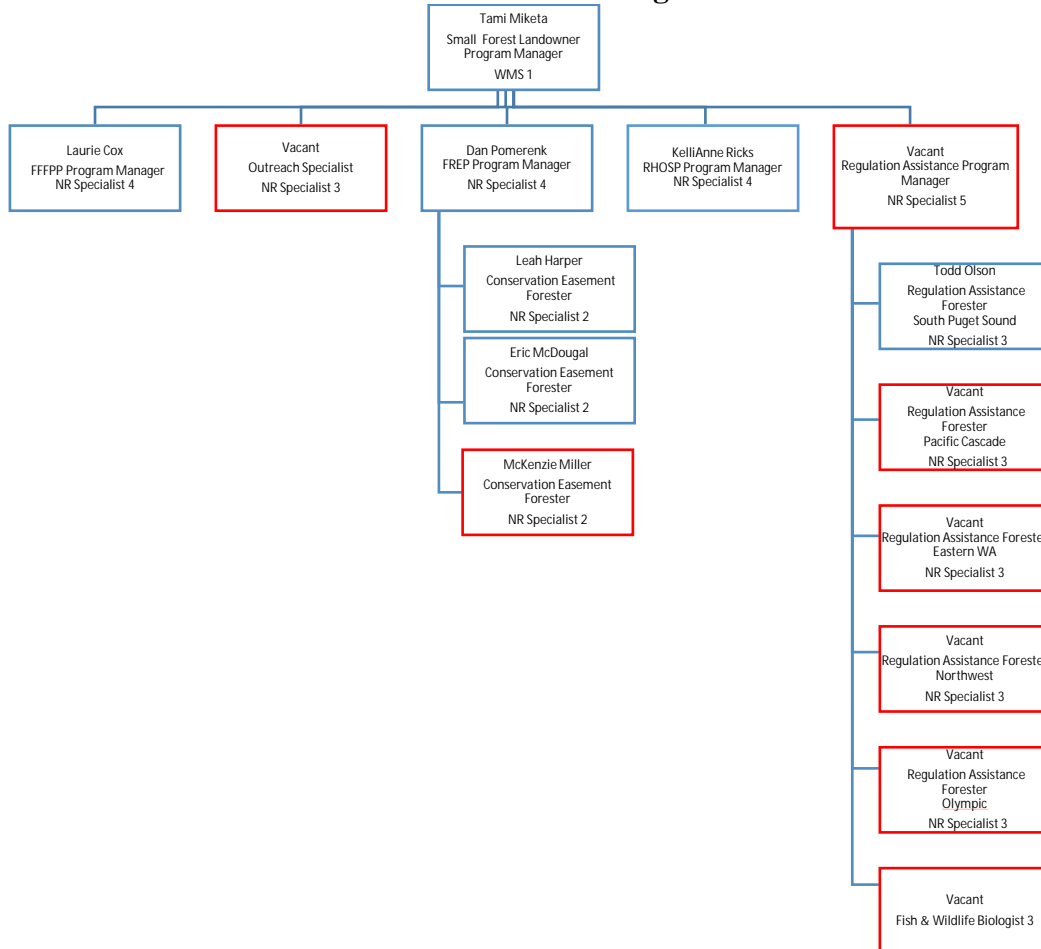 Tami Miketa
Small Forest Landowner
Program Manager
WMS 1
Laurie Cox
FFFPP Program Manager
NR Specialist 4
Vacant
Outreach Specialist
NR Specialist 3
Dan Pomerenk
FREP Program Manager
NR Specialist 4
KelliAnne Ricks
RHOSP Program Manager
NR Specialist 4
Vacant
Regulation Assistance Program
Manager
NR Specialist 5
Leah Harper
Conservation Easement
Forester
NR Specialist 2
Eric McDougal
Conservation Easement
Forester
NR Specialist 2
McKenzie Miller
Conservation Easement
Forester
NR Specialist 2
Todd Olson
Regulation Assistance
Forester
South Puget Sound
NR Specialist 3
Vacant
Regulation Assistance
Forester
Pacific Cascade
NR Specialist 3
Vacant
Regulation Assistance Foreste
Eastern WA
NR Specialist 3
Vacant
Regulation Assistance Foreste
Northwest
NR Specialist 3
Vacant
Regulation Assistance
Forester
Olympic
NR Specialist 3
Vacant
Fish & Wildlife Biologist 3